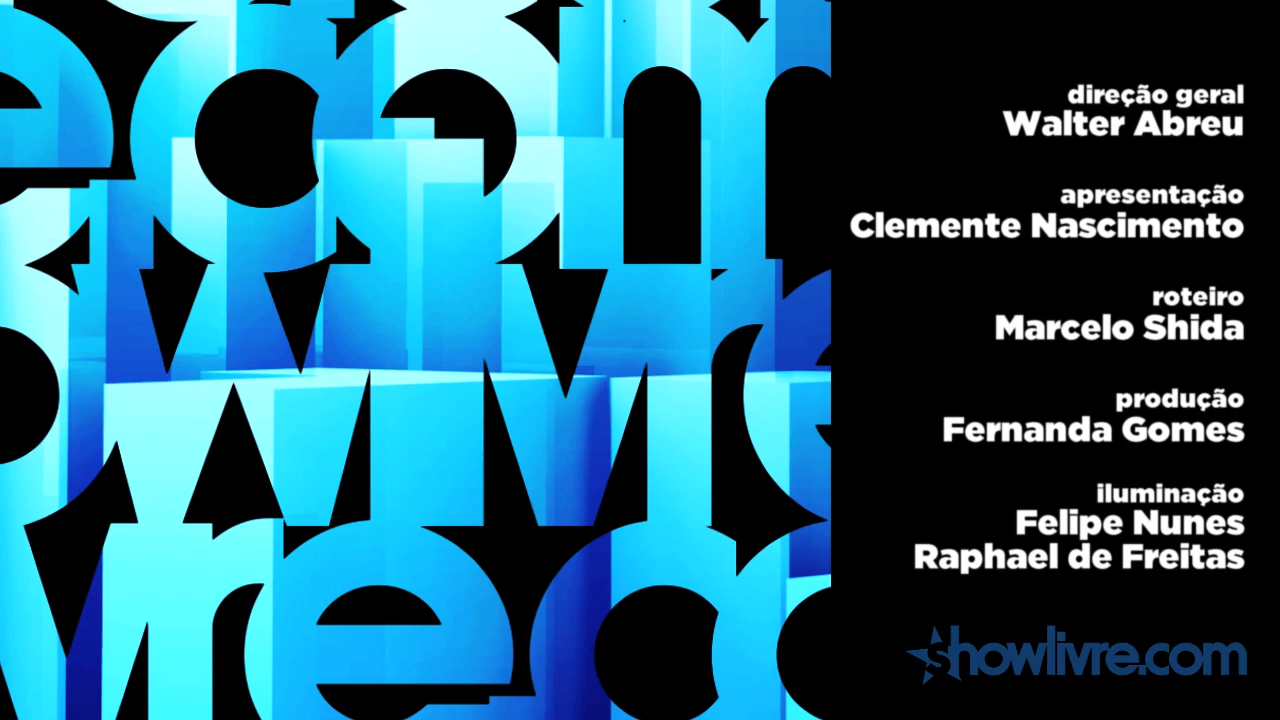 direção geral
Walter Abreu
apresentação
Clemente Nascimento
roteiro
Marcelo Shida
produção
Fernanda Gomes
iluminação
Felipe Nunes
Raphael de Freitas
showlivre.com